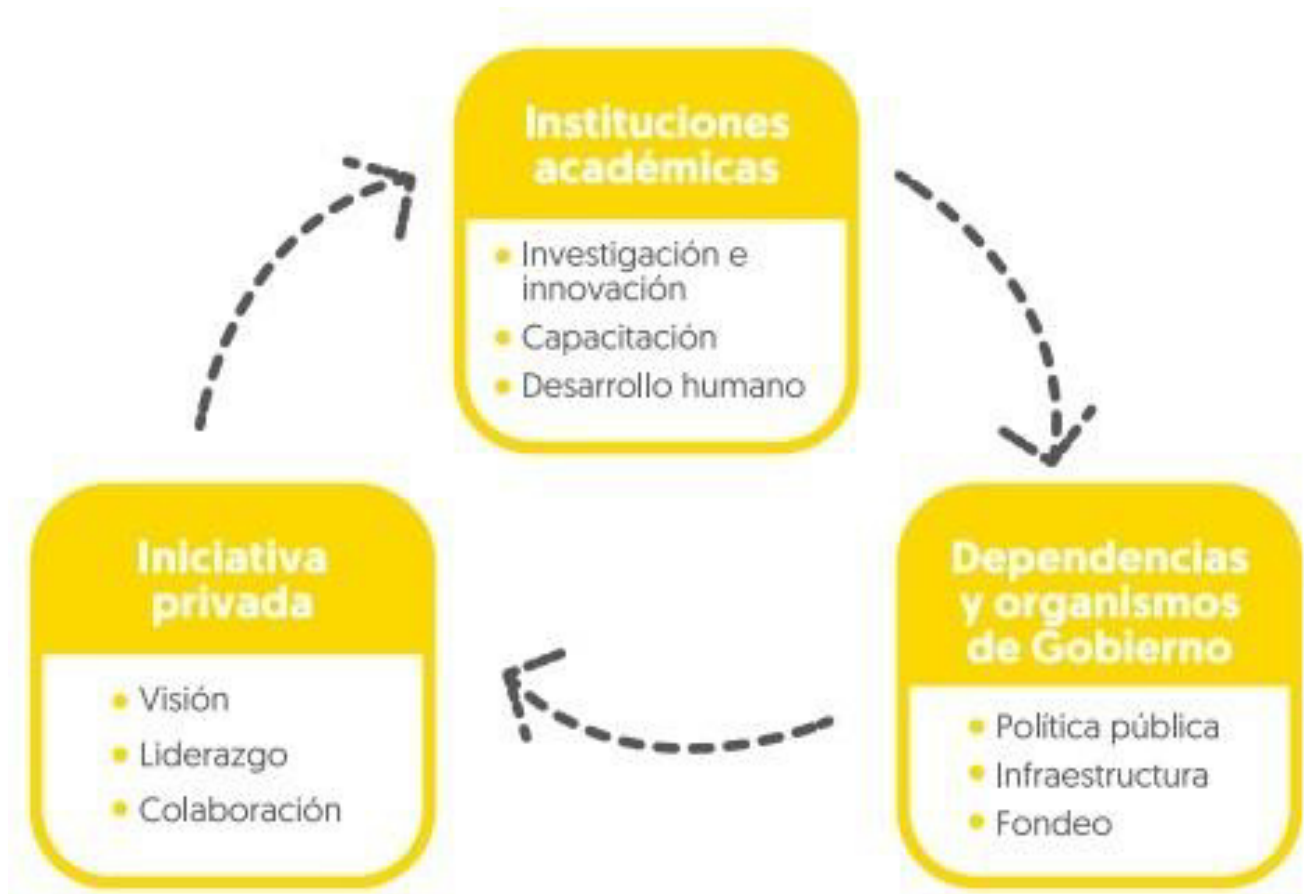 Instituciones
académicas
• Investigación e
innovación
• Capacitación
• Desarrollo humano
Iniciativa
privada
• Visión
• Liderazgo
• Colaboración
Dependencias
y organismos
de Gobierno
• Política pública
• Infraestructura
• Fondeo